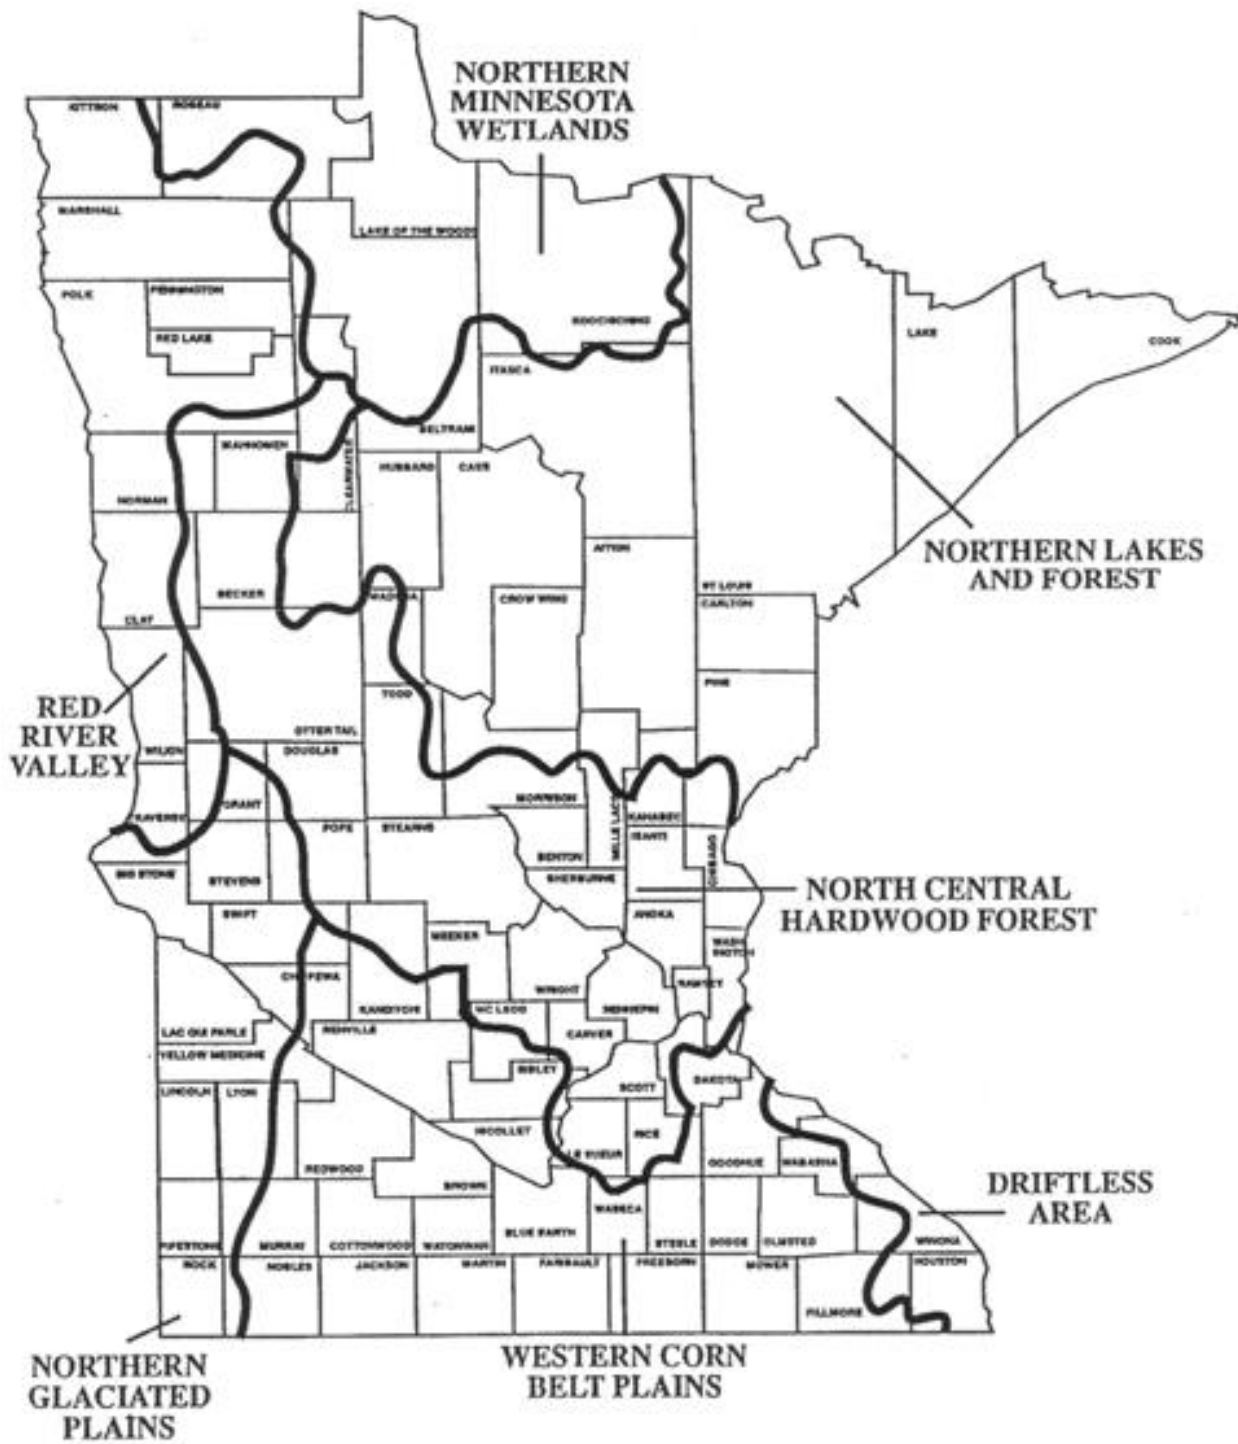 NORTHERN
MINNESOTA
WETLANDS
KITTSON
ROSEAU
MARSHALL
LAKE OF THE WOODS
POLK
PENNINGTON
RED LAKE
KOOCHICHING
LAKE
COOK
ITASCA
BELTRAMI
MAHNOMEN
CLEARWATER
HUBBARD
CASS
NORMAN
AITKIN
NORTHERN LAKES
AND FOREST
BECKER
WADENA
CROW WING
ST LOUIS
CARLTON
CLAY
PINE
RED
RIVER
VALLEY
TODD
OTTER TAIL
WILKIN
DOUGLAS
GRANT
MORRISON
MILLE LACS
KANABEC
TRAVERSE
POPE
STEARNS
ISANTI
CHISAGO
BENTON
BIG STONE
STEVENS
SHERBURNE
NORTH CENTRAL
HARDWOOD FOREST
SWIFT
ANOKA
MEEKER
WASH
INGTON
CHIPPEWA
WRIGHT
RAMSEY
KANDIYOHI
MC LEOD
HENNEPIN
LAC QUI PARLE
RENVILLE
CARVER
YELLOW MEDICINE
SIBLEY
SCOTT
DAKOTA
LINCOLN
LYON
NICOLLET
RICE
LE SUEUR
REDWOOD
GOODHUE
WABASHA
BROWN
DRIFTLESS
AREA
WASECA
BLUE EARTH
PIPESTONE
MURRAY
COTTONWOOD
WATONWAN
STEELE
DODGE
OLMSTED
WINONA
ROCK
NOBLES
JACKSON
MARTIN
FARIBAULT
FREEBORN
MOWER
HOUSTON
FILLMORE
NORTHERN
GLACIATED
PLAINS
WESTERN CORN
BELT PLAINS